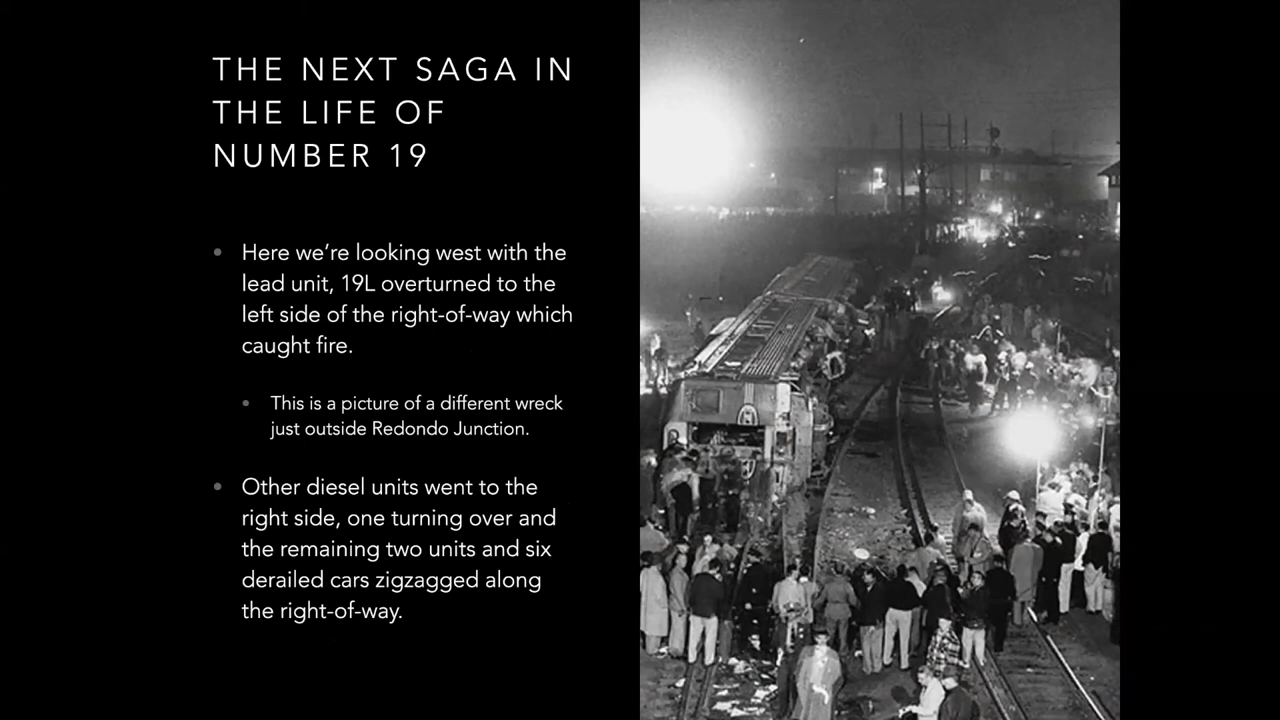 THE NEXT SAGA IN
THE LIFE OF
NUMBER 19
• Here we're looking west with the
lead unit, 19L overturned to the
left side of the right-of-way which
caught fire.
• This is a picture of a different wreck
just outside Redondo Junction.
• Other diesel units went to the
right side, one turning over and
the remaining two units and six
derailed cars zigzagged along
the right-of-way.